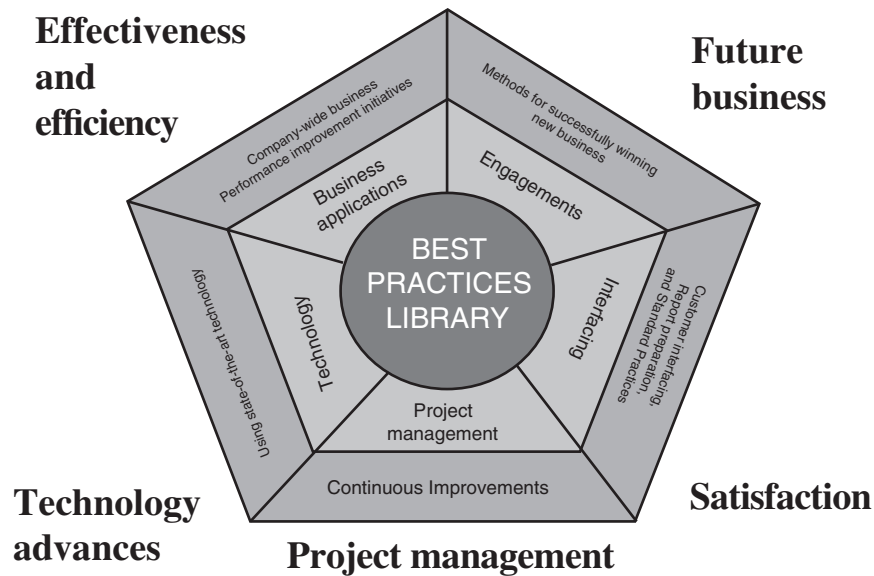 Effectiveness
and
efficiency
Future
business
Company-wide business
Performance improvement initiatives
Methods for successfully winning
new business
Business
applications
Engagements
BEST
PRACTICES
LIBRARY
Technology
Interfacing
Using state-of-the-art technology
Customer interfacing,
Report preparation,
and Standard Practices
Project
management
Continuous Improvements
Technology
advances
Project management
Satisfaction